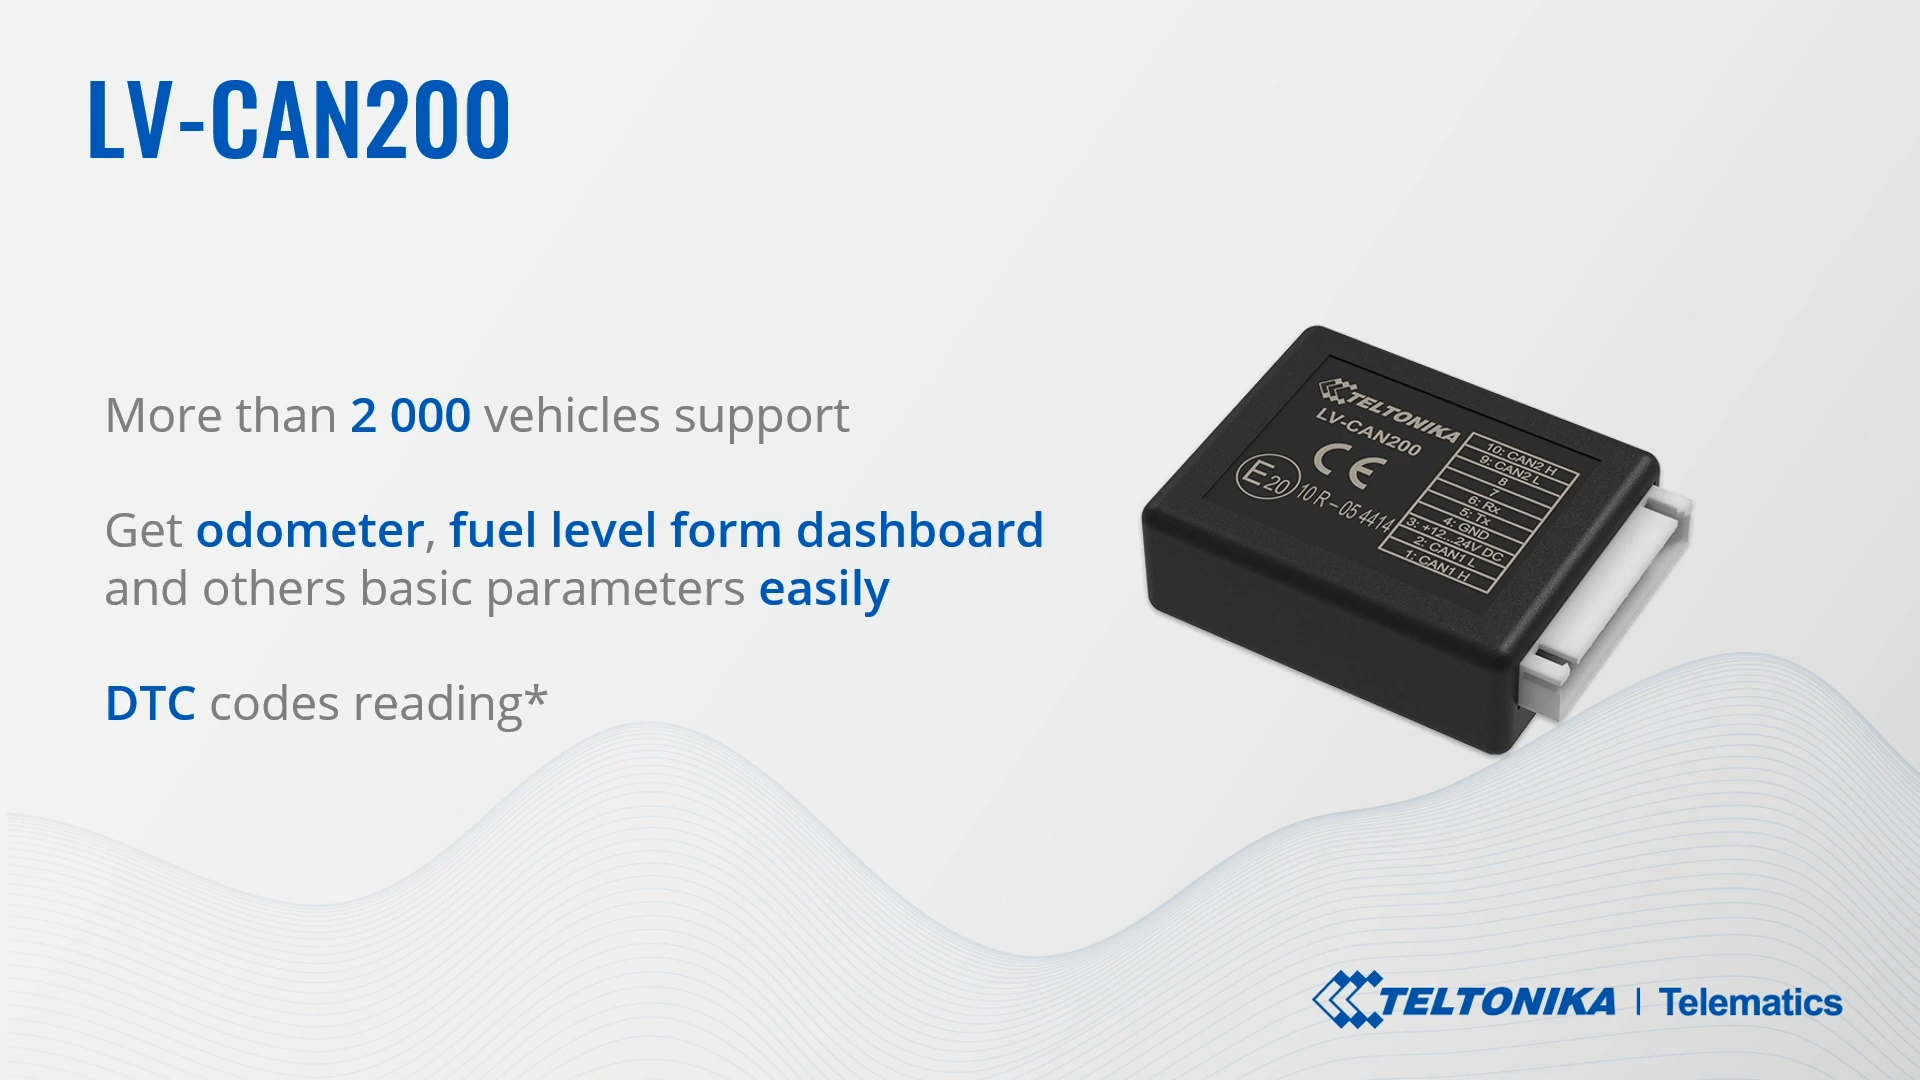 LV-CAN200
More than 2 000 vehicles support
Get odometer, fuel level form dashboard
and others basic parameters easily
DTC codes reading*
TELTONIKA
LV-CAN200
CE
E20
10 R – 05 4414
10: CAN2 H
9: CAN2 L
8
7
6: Rx
5: Tx
4: GND
3: +12...24V DC
2: CAN1 L
1: CAN1 H
TELTONIKA | Telematics